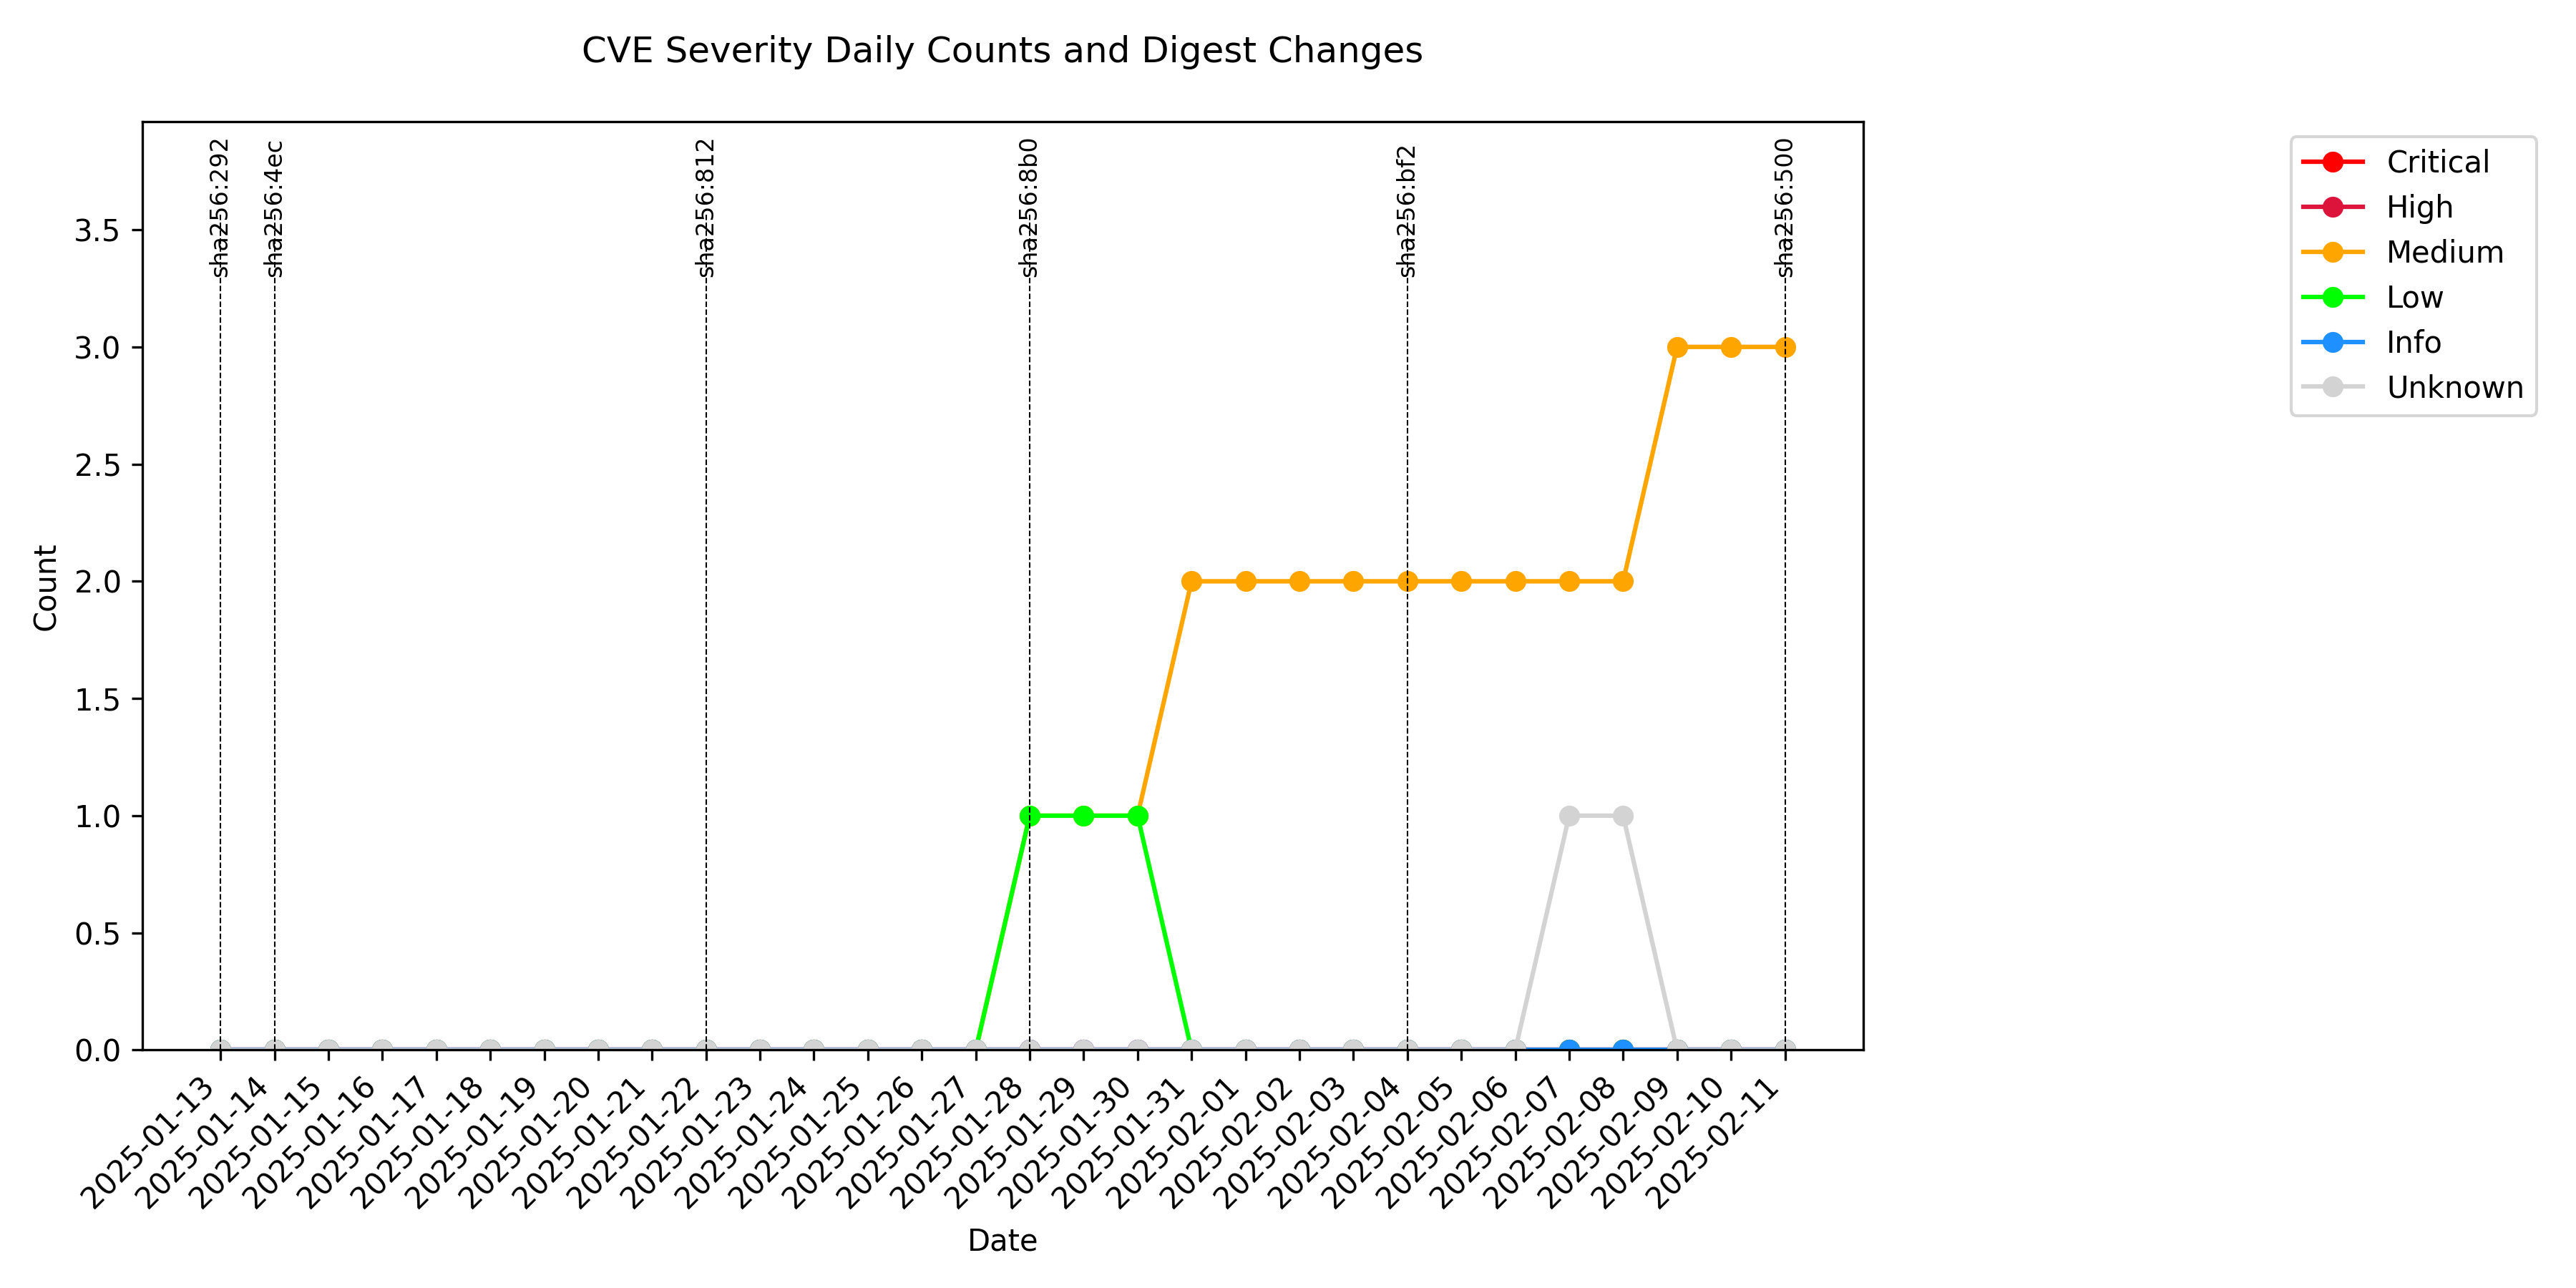 CVE Severity Daily Counts and Digest Changes
sha256:292
sha256:4ec
sha256:812
sha256:8b0
sha256:bf2
sha256:500
Critical
High
Medium
Low
Info
Unknown
3.5
3.0
2.5
2.0
1.5
1.0
0.5
0.0
Count
2025-01-13
2025-01-14
2025-01-15
2025-01-16
2025-01-17
2025-01-18
2025-01-19
2025-01-20
2025-01-21
2025-01-22
2025-01-23
2025-01-24
2025-01-25
2025-01-26
2025-01-27
2025-01-28
2025-01-29
2025-01-30
2025-01-31
2025-02-01
2025-02-02
2025-02-03
2025-02-04
2025-02-05
2025-02-06
2025-02-07
2025-02-08
2025-02-09
2025-02-10
2025-02-11
Date